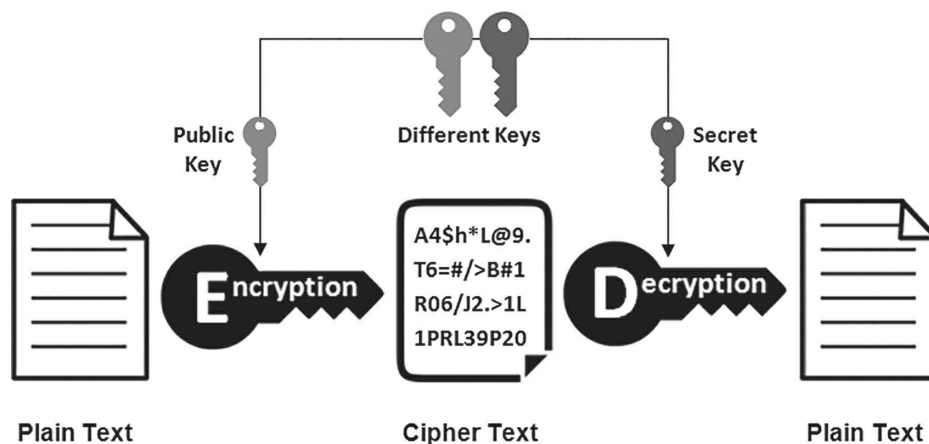 Public
Key
Different Keys
Secret
Key
Encryption
A4$h*L@9.
T6=#/>B#1
R06/J2.>1L
1PRL39P20
Decryption
Plain Text
Cipher Text
Plain Text